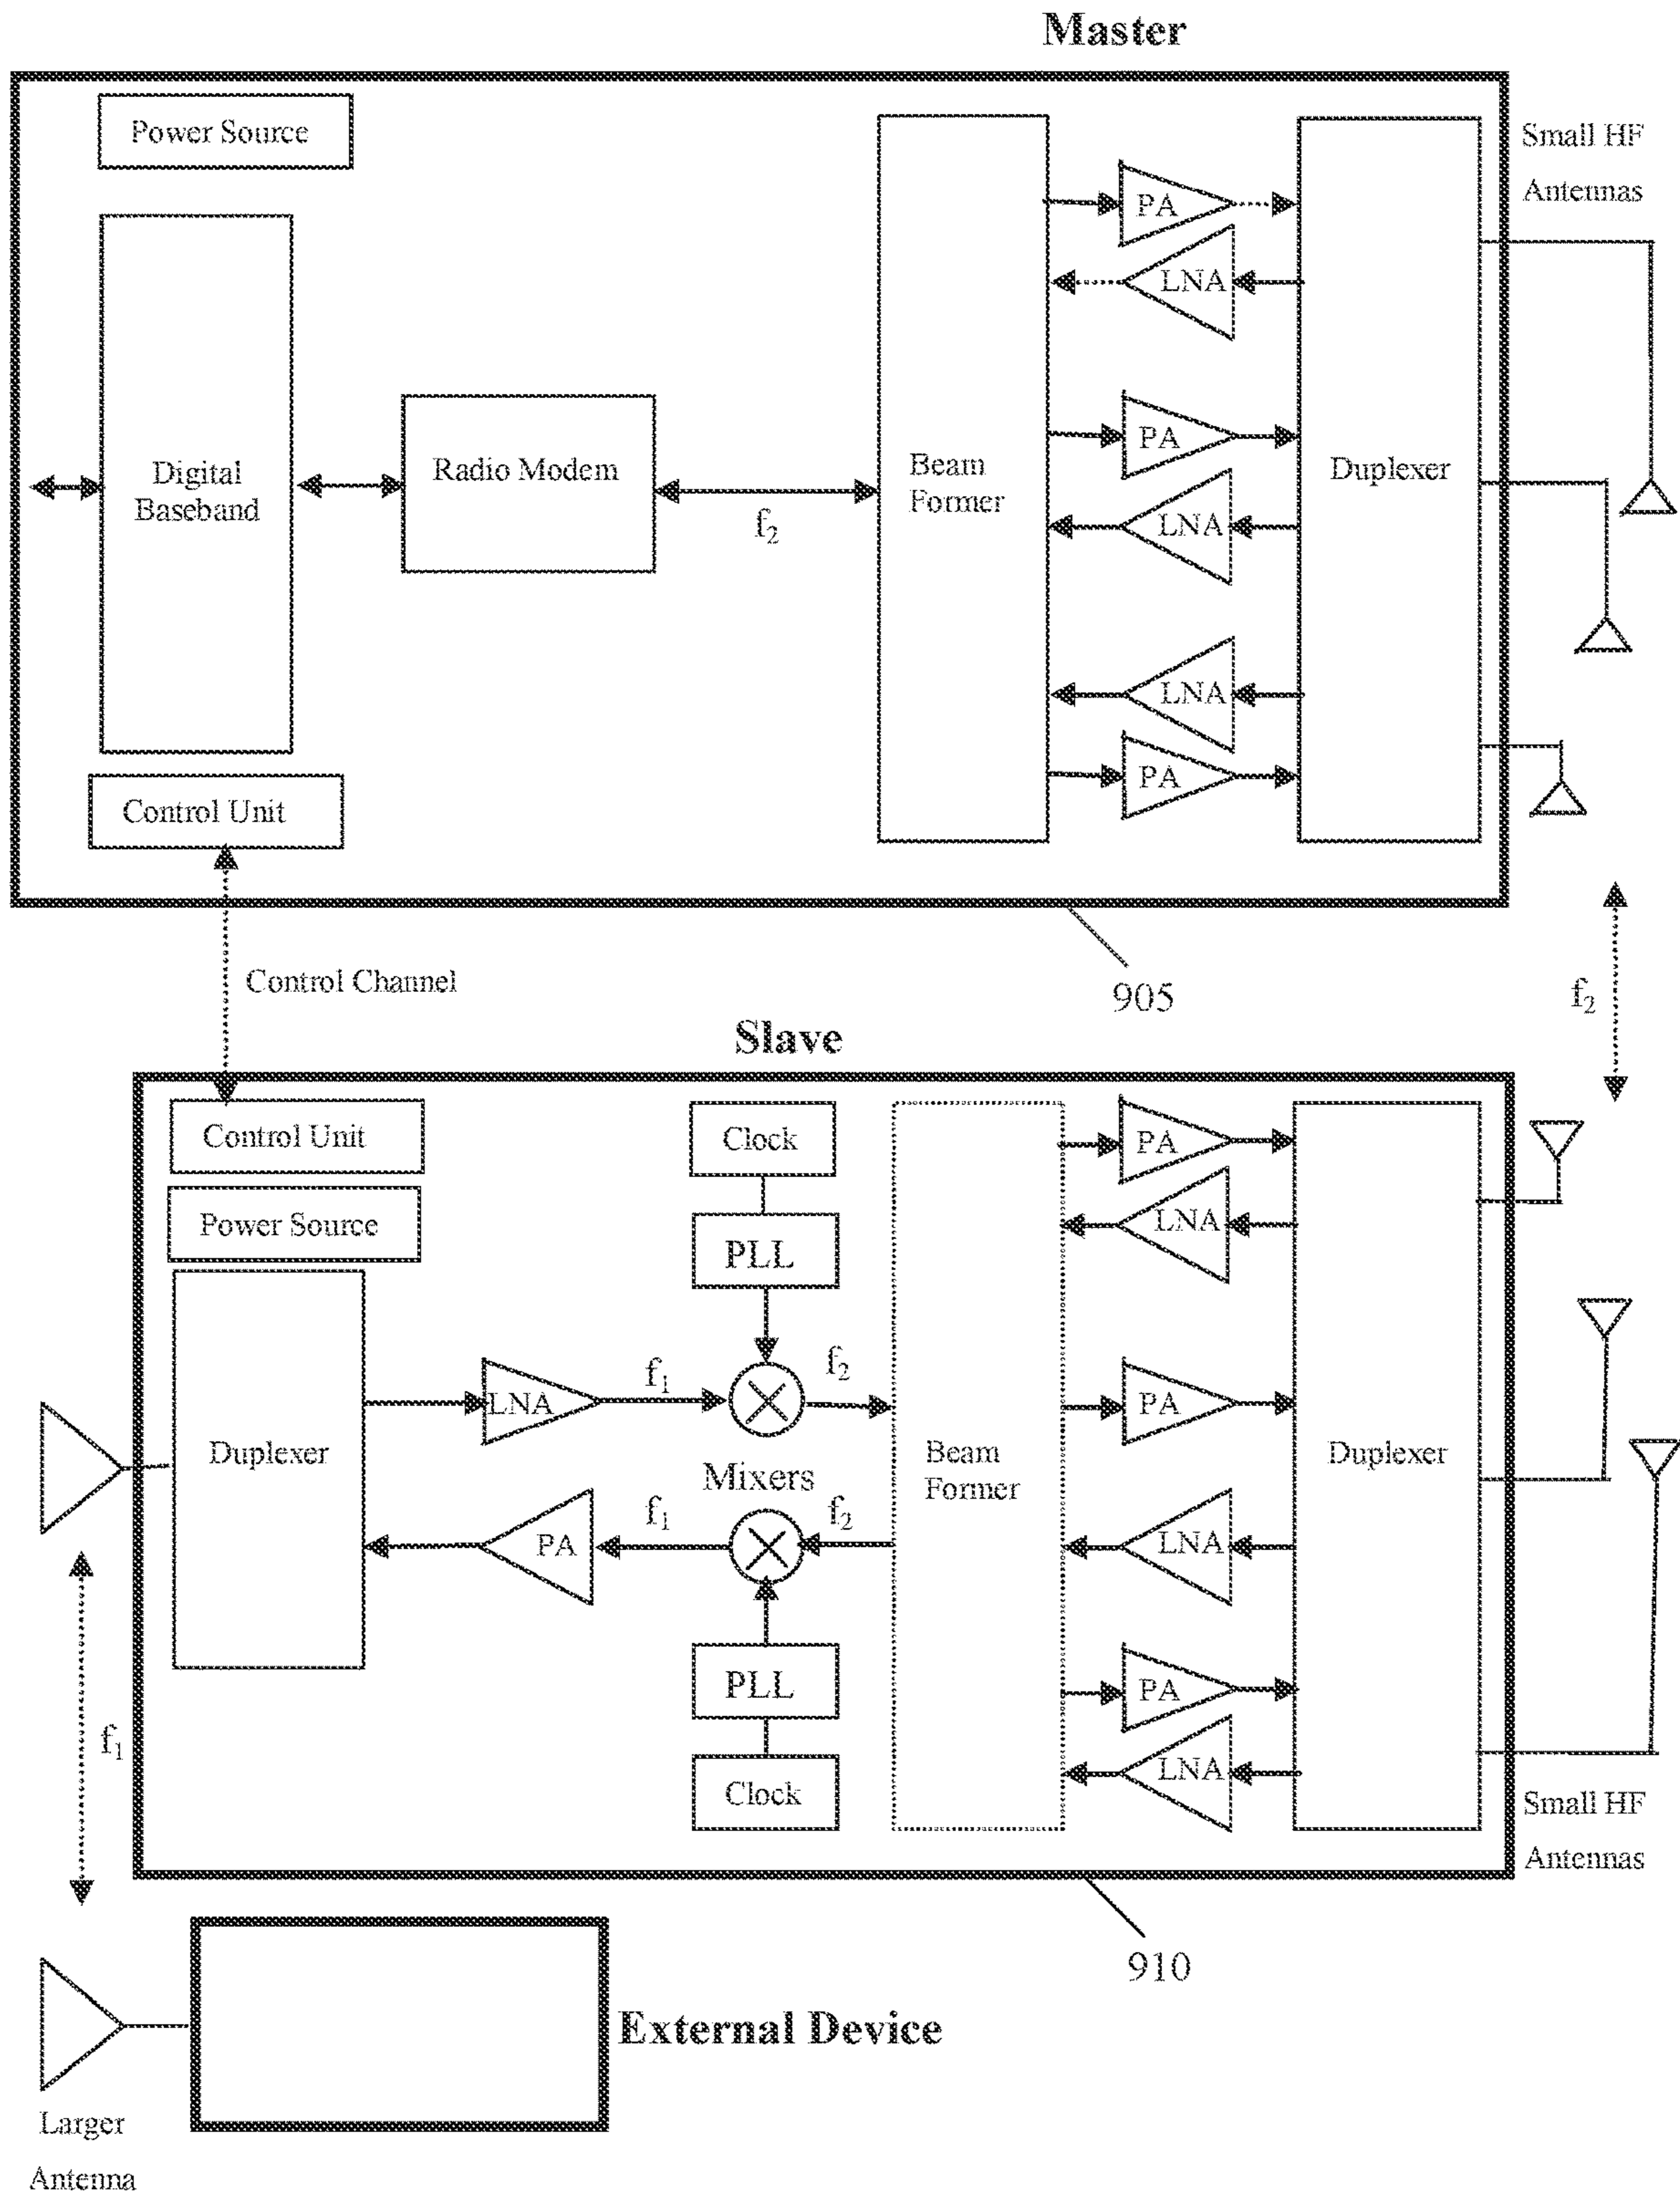 Master
Power Source
Small HF
Antennas
PA
LNA
Digital
Baseband
Radio Modem
f2
Beam
Former
PA
LNA
Duplexer
LNA
PA
Control Unit
Control Channel
905
f2
Slave
Control Unit
Power Source
Clock
PLL
PA
LNA
Duplexer
LNA
f1
f2
Mixers
PA
f1
f2
Beam
Former
PA
LNA
Duplexer
PLL
Clock
PA
LNA
f1
Small HF
Antennas
910
External Device
Larger
Antenna